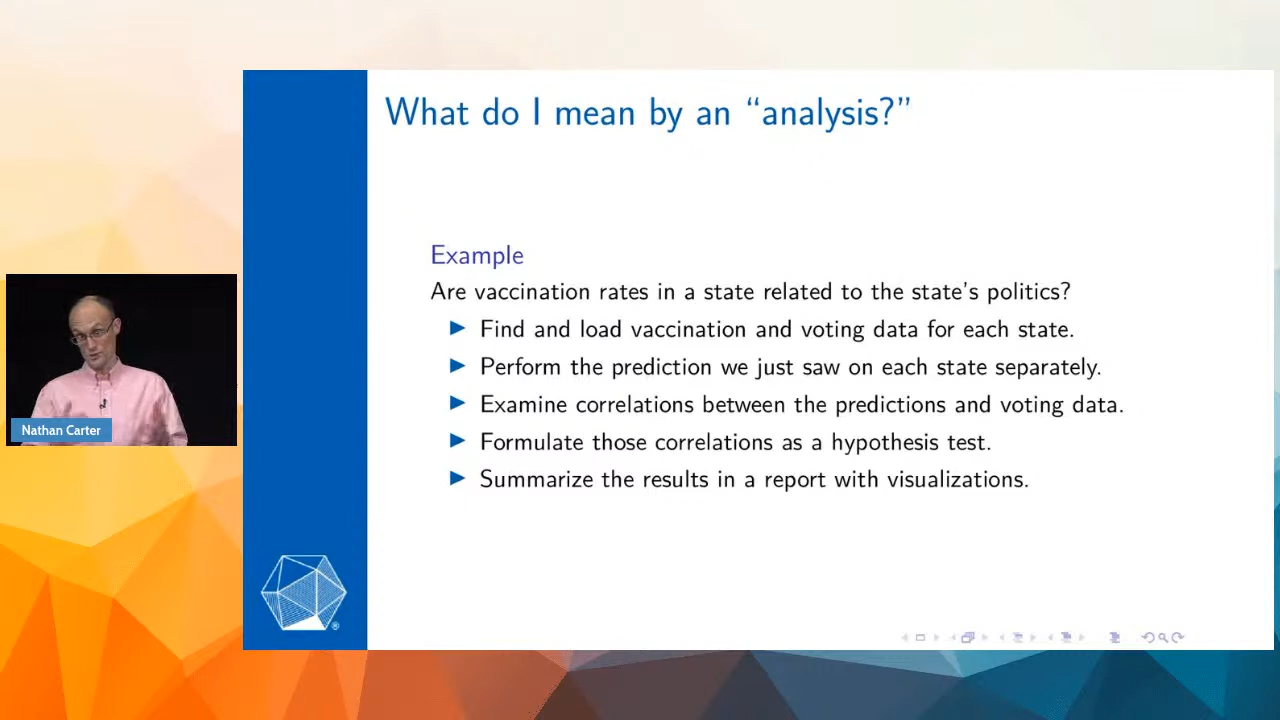 What do I mean by an “analysis?”
Example
Are vaccination rates in a state related to the state’s politics?
Find and load vaccination and voting data for each state.
Perform the prediction we just saw on each state separately.
Examine correlations between the predictions and voting data.
Formulate those correlations as a hypothesis test.
Summarize the results in a report with visualizations.
Nathan Carter
®